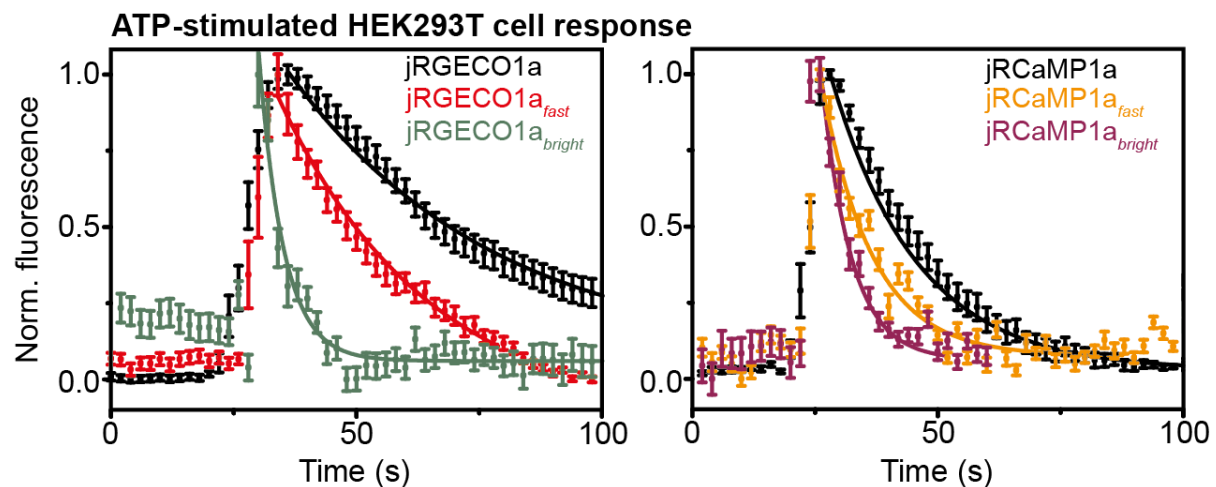 ATP-stimulated HEK293T cell response
Norm. fluorescence
1.0
0.5
0.0
jRGECO1a
jRGECO1afast
jRGECO1abright
0
50
100
Time (s)
1.0
0.5
0.0
jRCaMP1a
jRCaMP1afast
jRCaMP1abright
0
50
100
Time (s)